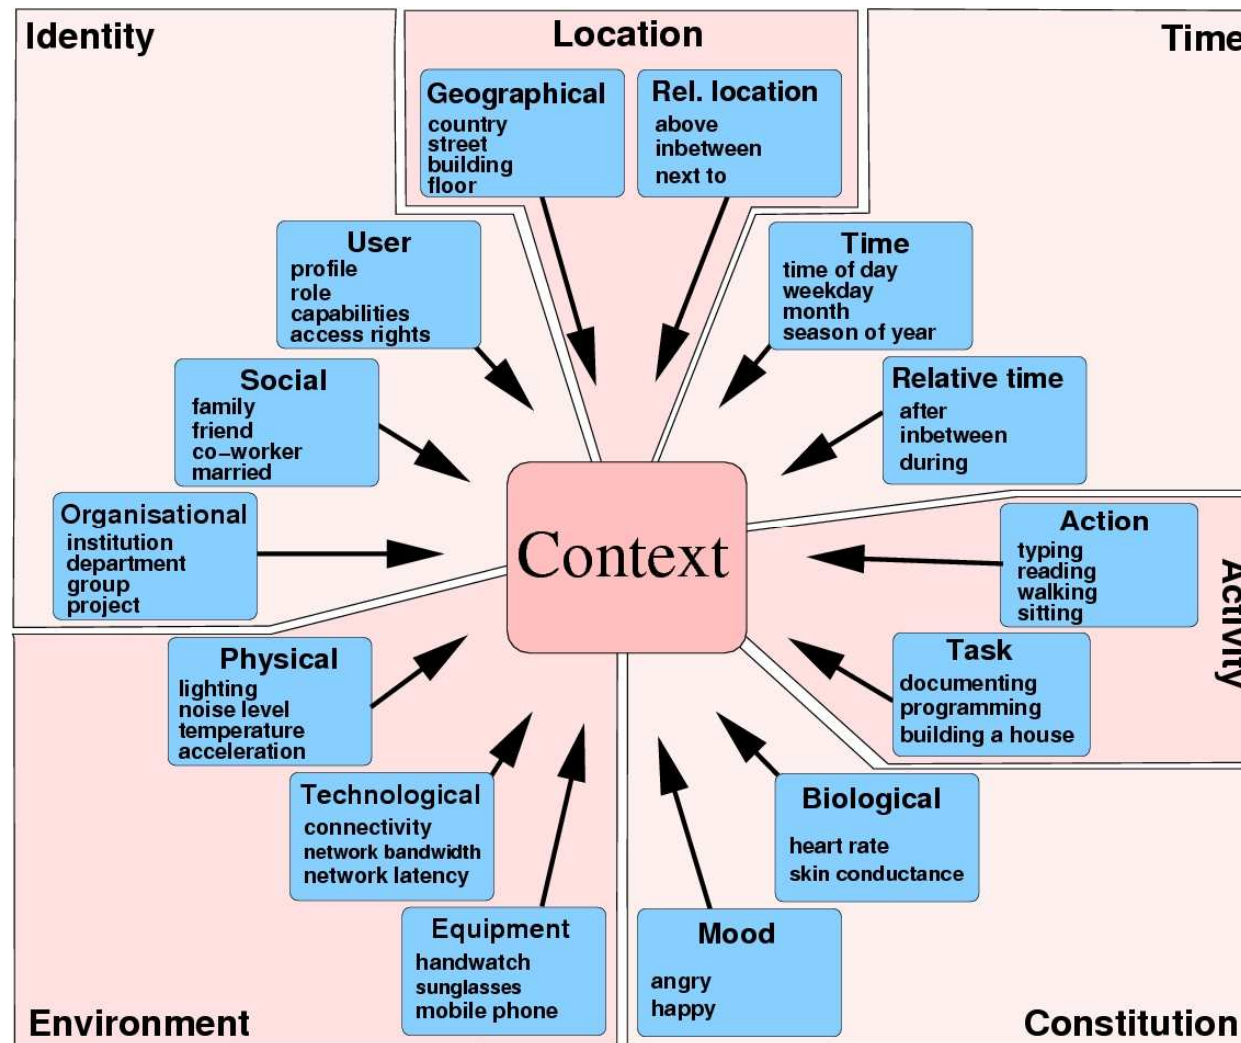 Identity
Location
Time
Geographical
country
street
building
floor
Rel. location
above
inbetween
next to
User
profile
role
capabilities
access rights
Time
time of day
weekday
month
season of year
Social
family
friend
co-worker
married
Relative time
after
inbetween
during
Organisational
institution
department
group
project
Context
Action
typing
reading
walking
sitting
Activity
Physical
lighting
noise level
temperature
acceleration
Task
documenting
programming
building a house
Technological
connectivity
network bandwidth
network latency
Biological
heart rate
skin conductance
Equipment
handwatch
sunglasses
mobile phone
Mood
angry
happy
Environment
Constitution